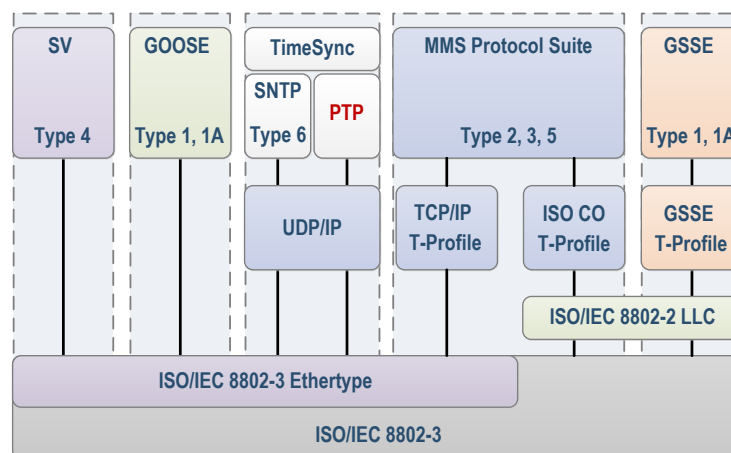 SV
Type 4
GOOSE
Type 1, 1A
TimeSync
SNTP
Type 6
PTP
MMS Protocol Suite
Type 2, 3, 5
GSSE
Type 1, 1A
UDP/IP
TCP/IP
T-Profile
ISO CO
T-Profile
GSSE
T-Profile
ISO/IEC 8802-2 LLC
ISO/IEC 8802-3 Ethertype
ISO/IEC 8802-3